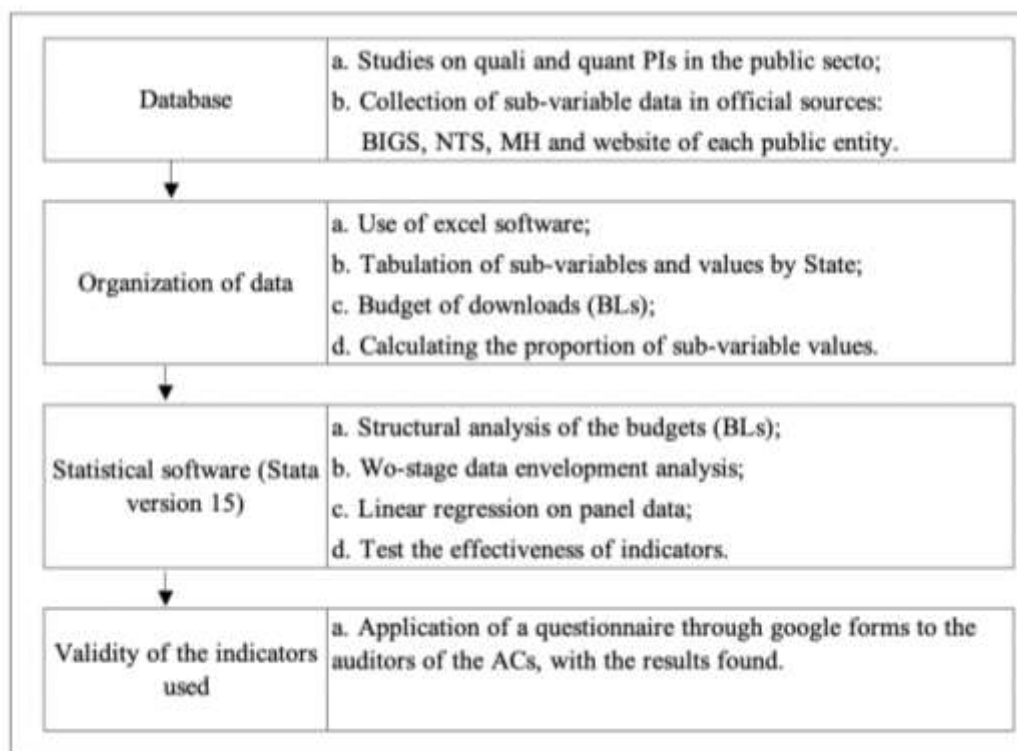 Database
a. Studies on quali and quant PIs in the public secto;
b. Collection of sub-variable data in official sources:
BIGS, NTS, MH and website of each public entity.
Organization of data
a. Use of excel software;
b. Tabulation of sub-variables and values by State;
c. Budget of downloads (BLs);
d. Calculating the proportion of sub-variable values.
Statistical software (Stata
version 15)
a. Structural analysis of the budgets (BLs);
b. Wo-stage data envelopment analysis;
c. Linear regression on panel data;
d. Test the effectiveness of indicators.
Validity of the indicators
used
a. Application of a questionnaire through google forms to the
auditors of the ACs, with the results found.